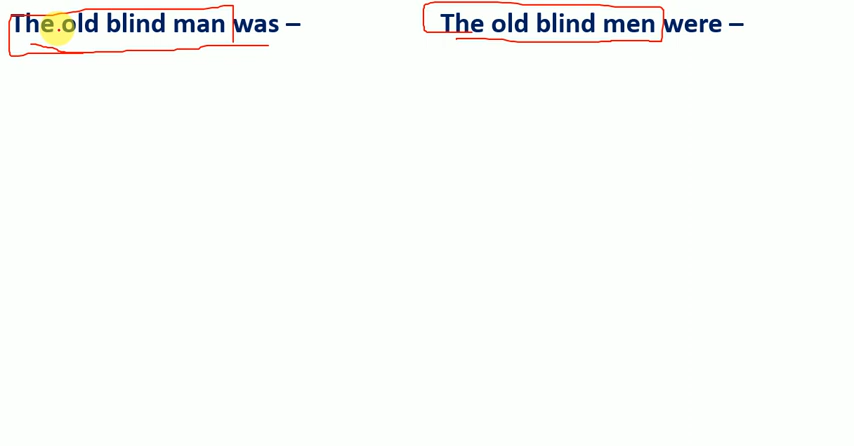 The old blind man was –
The old blind men were –